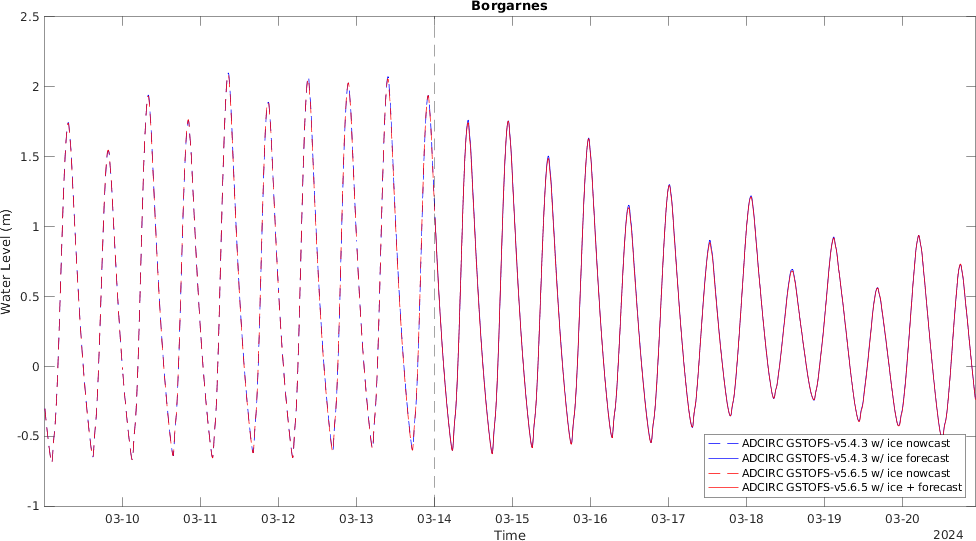 Borgarnes
2.5
2
1.5
1
0.5
0
-0.5
-1
Water Level (m)
03-10 03-11 03-12 03-13 03-14 03-15 03-16 03-17 03-18 03-19 03-20
Time
2024
ADCIRC GSTOFS-v5.4.3 w/ ice nowcast
ADCIRC GSTOFS-v5.4.3 w/ ice forecast
ADCIRC GSTOFS-v5.6.5 w/ ice nowcast
ADCIRC GSTOFS-v5.6.5 w/ ice + forecast